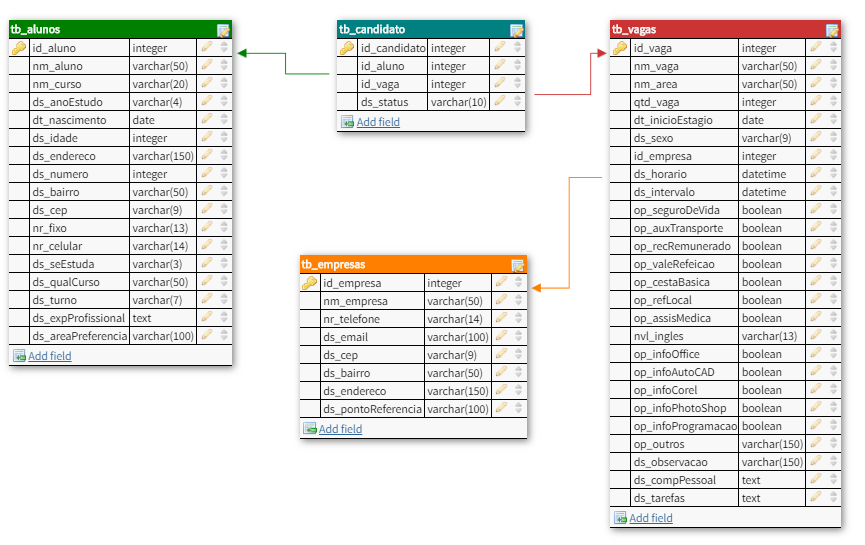 tb_alunos
id_aluno integer
nm_aluno varchar(50)
nm_curso varchar(20)
ds_anoEstudo varchar(4)
dt_nascimento date
ds_idade integer
ds_endereco varchar(150)
ds_numero integer
ds_bairro varchar(50)
ds_cep varchar(9)
nr_fixo varchar(13)
nr_celular varchar(14)
ds_seEstuda varchar(3)
ds_qualCurso varchar(50)
ds_turno varchar(7)
ds_expProfissional text
ds_areaPreferencia varchar(100)
Add field
tb_candidato
id_candidato integer
id_aluno integer
id_vaga integer
ds_status varchar(10)
Add field
tb_empresas
id_empresa integer
nm_empresa varchar(50)
nr_telefone varchar(14)
ds_email varchar(100)
ds_cep varchar(9)
ds_bairro varchar(50)
ds_endereco varchar(150)
ds_pontoReferencia varchar(100)
Add field
tb_vagas
id_vaga integer
nm_vaga varchar(50)
nm_area varchar(50)
qtd_vaga integer
dt_inicioEstagio date
ds_sexo varchar(9)
id_empresa integer
ds_horario datetime
ds_intervalo datetime
op_seguroDeVida boolean
op_auxTransporte boolean
op_recRemunerado boolean
op_valeRefeicao boolean
op_cestaBasica boolean
op_refLocal boolean
op_assisMedica boolean
nvl_ingles varchar(13)
op_infoOffice boolean
op_infoAutoCAD boolean
op_infoCorel boolean
op_infoPhotoShop boolean
op_infoProgramacao boolean
op_outros varchar(150)
ds_observacao varchar(150)
ds_compPessoal text
ds_tarefas text
Add field